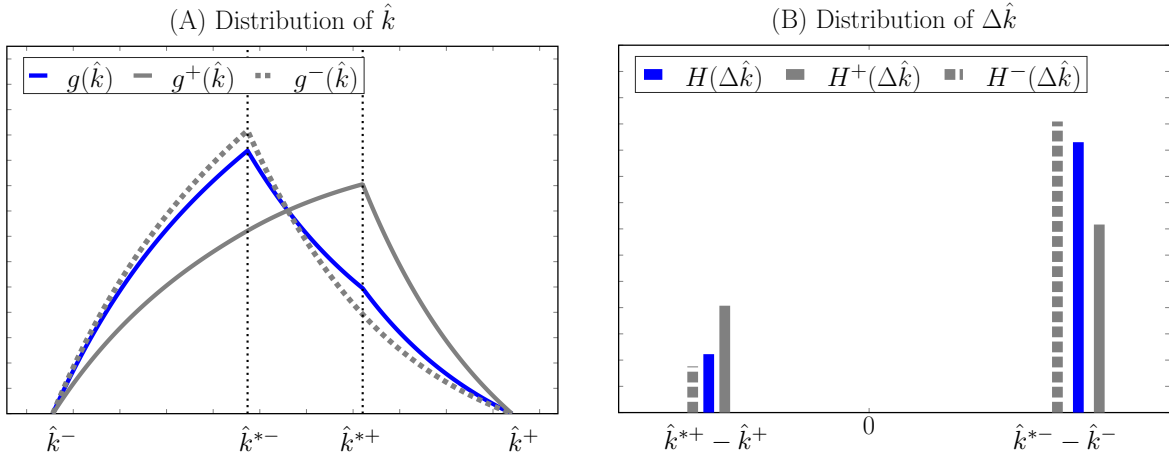 (A) Distribution of k̂
g(k̂) g⁺(k̂) g⁻(k̂)
k̂⁻ k̂*⁻ k̂*⁺ k̂⁺
(B) Distribution of Δk̂
H(Δk̂) H⁺(Δk̂) H⁻(Δk̂)
k̂*⁺ − k̂⁺ 0 k̂*⁻ − k̂⁻